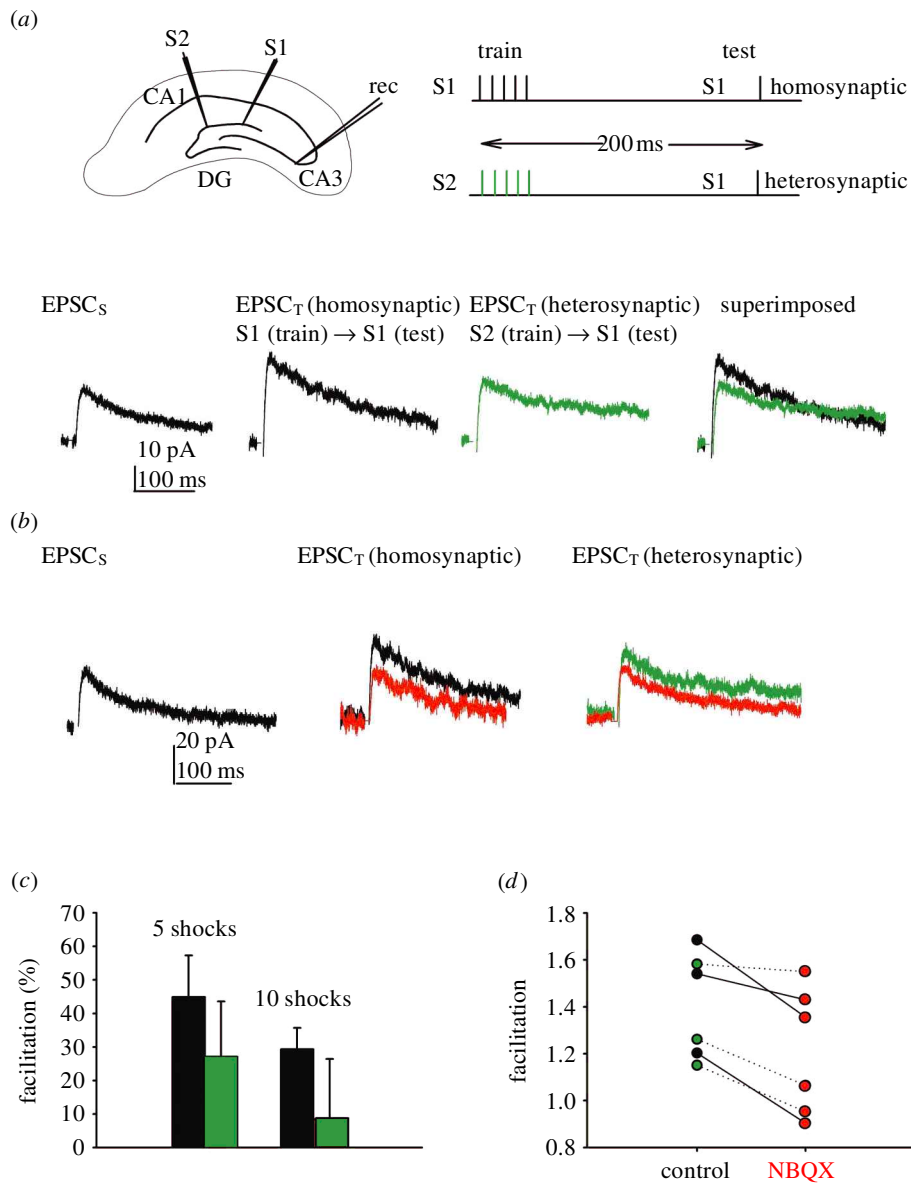 (a)
S2
S1
rec
CA1
DG
CA3
train
test
S1
S1
homosynaptic
200 ms
S2
S1
heterosynaptic
EPSCS
EPSCT (homosynaptic)
S1 (train) → S1 (test)
EPSCT (heterosynaptic)
S2 (train) → S1 (test)
superimposed
10 pA
100 ms
(b)
EPSCS
EPSCT (homosynaptic)
EPSCT (heterosynaptic)
20 pA
100 ms
(c)
facilitation (%)
70
60
50
40
30
20
10
0
5 shocks
10 shocks
(d)
facilitation
1.8
1.6
1.4
1.2
1.0
0.8
control
NBQX